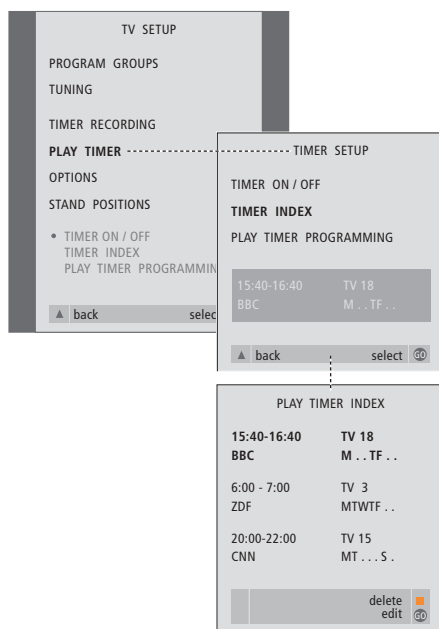 TV SETUP
PROGRAM GROUPS
TUNING
TIMER RECORDING
PLAY TIMER
OPTIONS
STAND POSITIONS
• TIMER ON / OFF
TIMER INDEX
PLAY TIMER PROGRAMMIN
▲ back selec
TIMER SETUP
TIMER ON / OFF
TIMER INDEX
PLAY TIMER PROGRAMMING
15:40-16:40 TV 18
BBC M . . TF . .
▲ back select GO
PLAY TIMER INDEX
15:40-16:40 TV 18
BBC M . . TF . .
6:00 - 7:00 TV 3
ZDF MTWTF . .
20:00-22:00 TV 15
CNN MT . . . S .
delete
edit GO